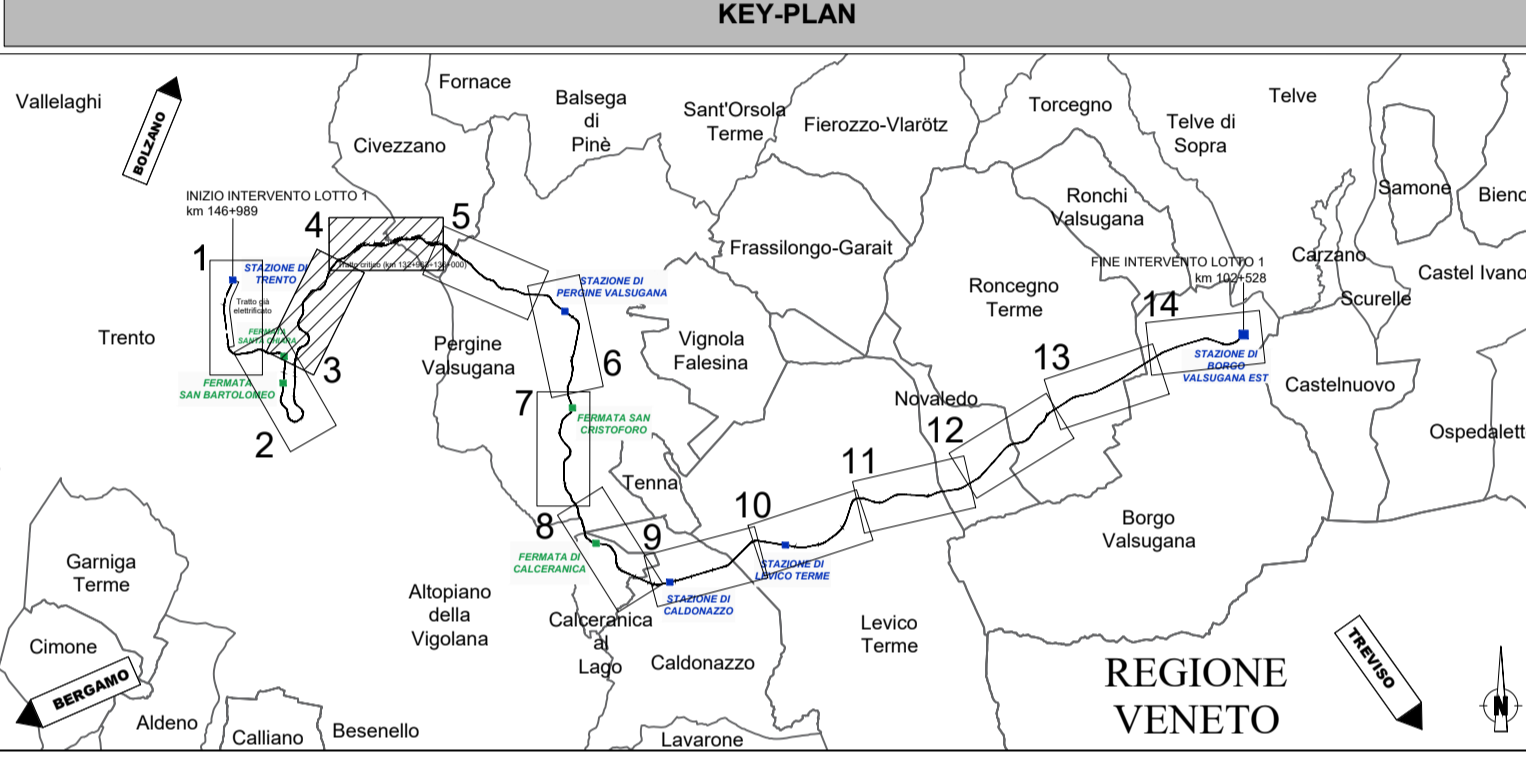 KEY-PLAN
Vallelaghi
BOLZANO
Fornace
Civezzano
Balsega
di
Pinè
Sant'Orsola
Terme
Fierozzo-Vlarötz
Torcegno
Telve
Telve di
Sopra
Samone
Bieno
Ronchi
Valsugana
INIZIO INTERVENTO LOTTO 1
km 146+989
1
STAZIONE DI
TRENTO
Tratto già
elettrificato
4
5
Frassilongo-Garait
FINE INTERVENTO LOTTO 1
km 102+528
Carzano
Castel Ivano
Scurelle
STAZIONE DI
PERGINE VALSUGANA
Roncegno
Terme
14
Trento
FERMATA
SANTA CHIARA
3
FERMATA
SAN BARTOLOMEO
2
Pergine
Valsugana
6
Vignola
Falesina
13
STAZIONE DI
BORGO
VALSUGANA EST
Castelnuovo
7
FERMATA SAN
CRISTOFORO
Novaledo
12
Ospedalett
11
Tenna
10
8
9
FERMATA DI
CALCERANICA
STAZIONE DI
LEVICO TERME
STAZIONE DI
CALDONAZZO
Borgo
Valsugana
Garniga
Terme
Altopiano
della
Vigolana
Calceranica
al
Lago
Caldonazzo
Levico
Terme
Cimone
BERGAMO
Aldeno
Calliano
Besenello
Lavarone
REGIONE
VENETO
TREVISO
N